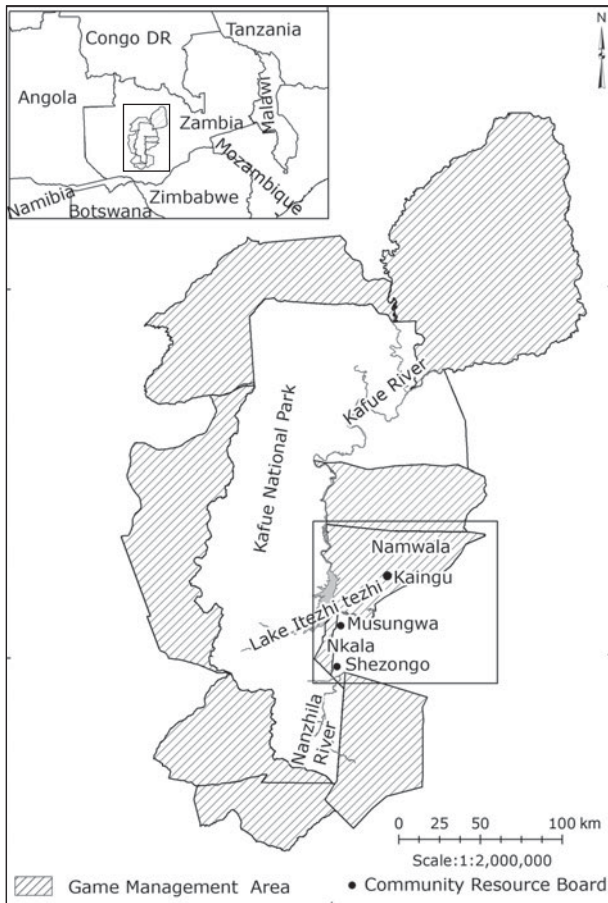 N
Tanzania
Congo DR
Angola
Malawi
Zambia
Mozambique
Zimbabwe
Namibia
Botswana
Kafue River
Kafue National Park
Namwala
Kaingu
Lake Itezhi tezhi
Musungwa
Nkala
Shezongo
Nanzhila
River
0 25 50 100 km
Scale:1:2,000,000
Game Management Area
Community Resource Board